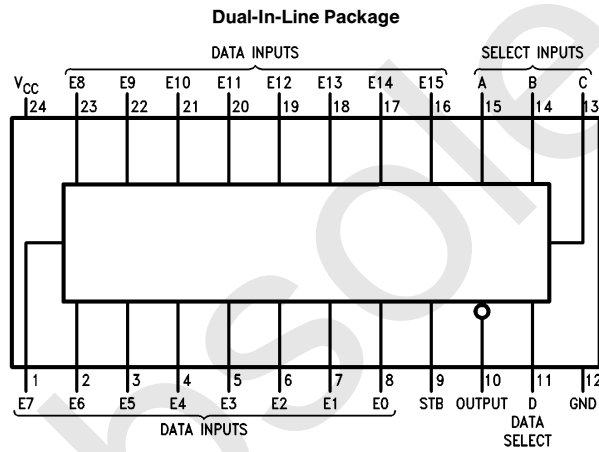 Dual-In-Line Package
DATA INPUTS SELECT INPUTS
VCC E8 E9 E10 E11 E12 E13 E14 E15 A B C
24 23 22 21 20 19 18 17 16 15 14 13
1 2 3 4 5 6 7 8 9 10 11 12
E7 E6 E5 E4 E3 E2 E1 E0 STB OUTPUT D GND
DATA INPUTS DATA
SELECT